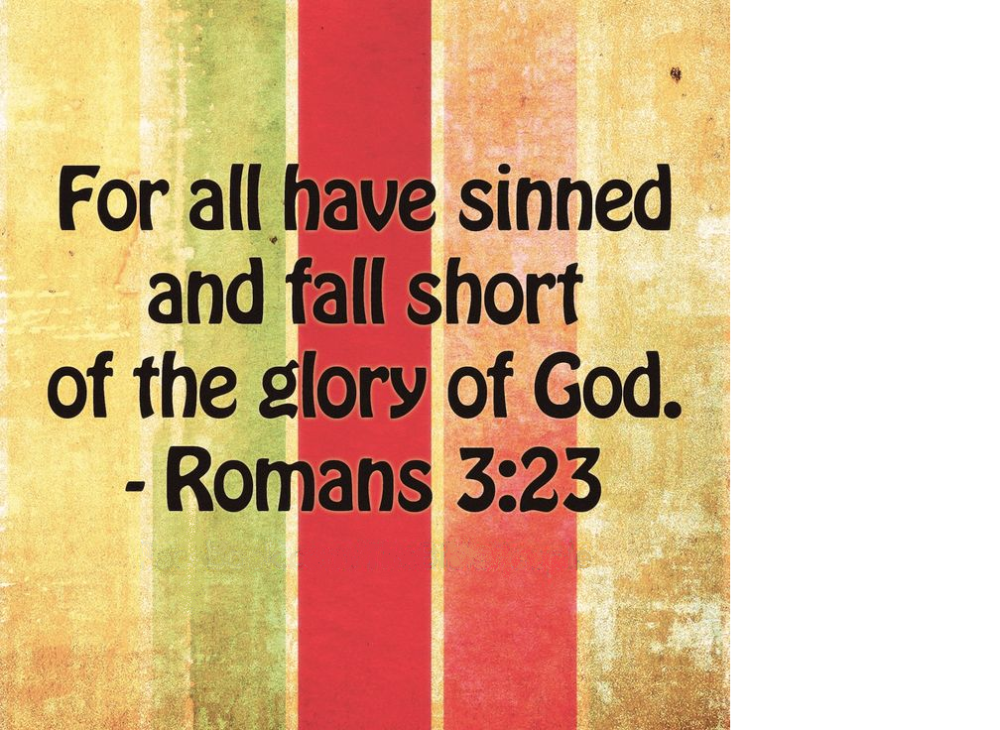 For all have sinned
and fall short
of the glory of God.
- Romans 3:23